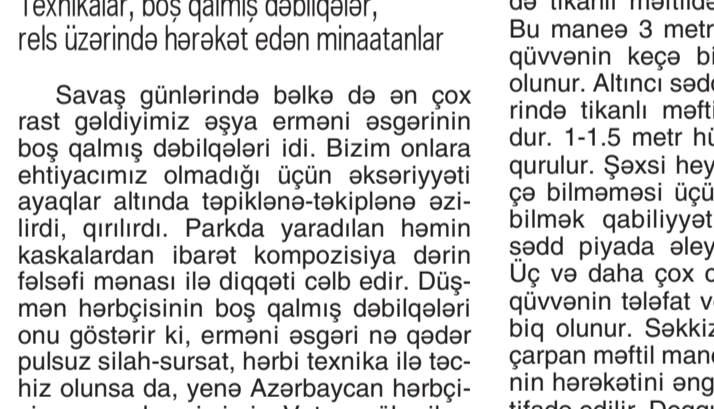 Texnikalar, boş qalmış dəbilqələr,
rels üzərində hərəkət edən minaatanlar
Savaş günlərində bəlkə də ən çox
rast gəldiyimiz əşya erməni əsgərinin
boş qalmış dəbilqələri idi. Bizim onlara
ehtiyacımız olmadığı üçün əksəriyyəti
ayaqlar altında təpiklənə-təkiplənə əzi-
lirdi, qırılırdı. Parkda yaradılan həmin
kaskalardan ibarət kompozisiya dərin
fəlsəfi mənası ilə diqqəti cəlb edir. Düş-
mən hərbçisinin boş qalmış dəbilqələri
onu göstərir ki, erməni əsgəri nə qədər
pulsuz silah-sursat, hərbi texnika ilə təc-
hiz olunsa da, yenə Azərbaycan hərbçi-
də tikanlı
Bu maneə 3 metr
qüvvənin keçə bi
olunur. Altıncı sədd
rində tikanlı məfti
dur. 1-1.5 metr hü
qurulur. Şəxsi hey
çə bilməməsi üçü
bilmək qabiliyyət
sədd piyada əley
Üç və daha çox
qüvvənin tələfat v
biq olunur. Səkkiz
çarpan məftil man
nin hərəkətini əng